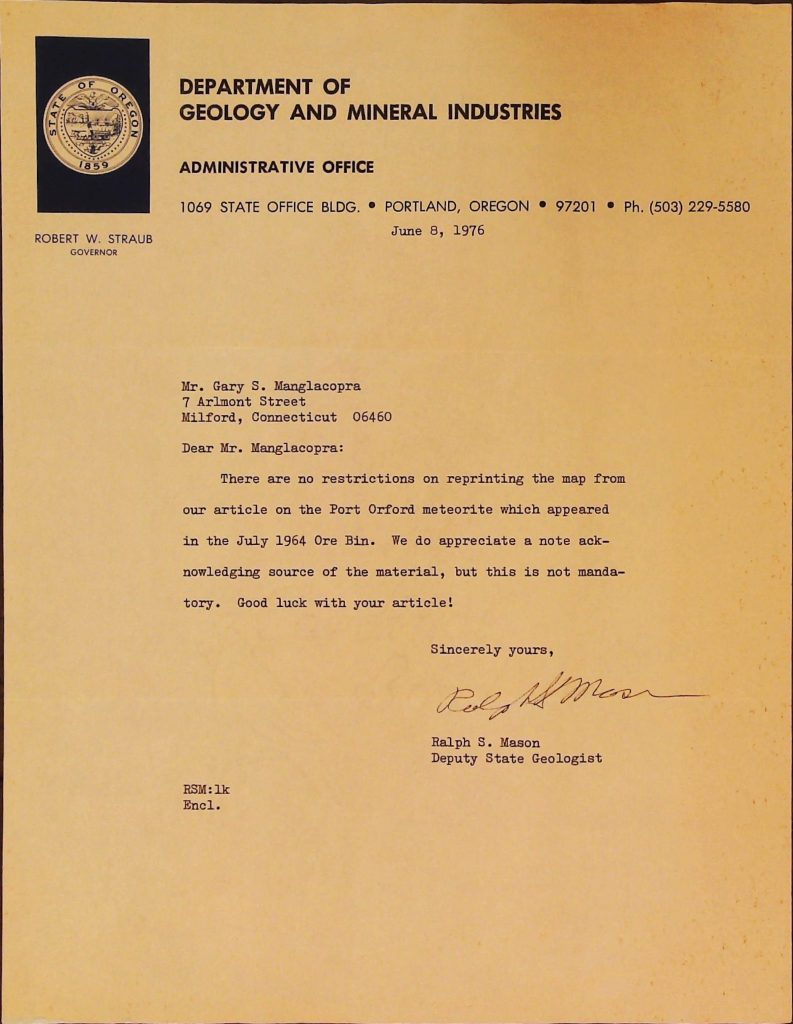 STATE OF OREGON
1859
DEPARTMENT OF
GEOLOGY AND MINERAL INDUSTRIES
ADMINISTRATIVE OFFICE
1069 STATE OFFICE BLDG. • PORTLAND, OREGON • 97201 • Ph. (503) 229-5580
ROBERT W. STRAUB
GOVERNOR
June 8, 1976
Mr. Gary S. Manglacopra
7 Arlmont Street
Milford, Connecticut 06460
Dear Mr. Manglacopra:
There are no restrictions on reprinting the map from
our article on the Port Orford meteorite which appeared
in the July 1964 Ore Bin. We do appreciate a note ack-
nowledging source of the material, but this is not manda-
tory. Good luck with your article!
Sincerely yours,
Ralph S Mason
Ralph S. Mason
Deputy State Geologist
RSM:lk
Encl.